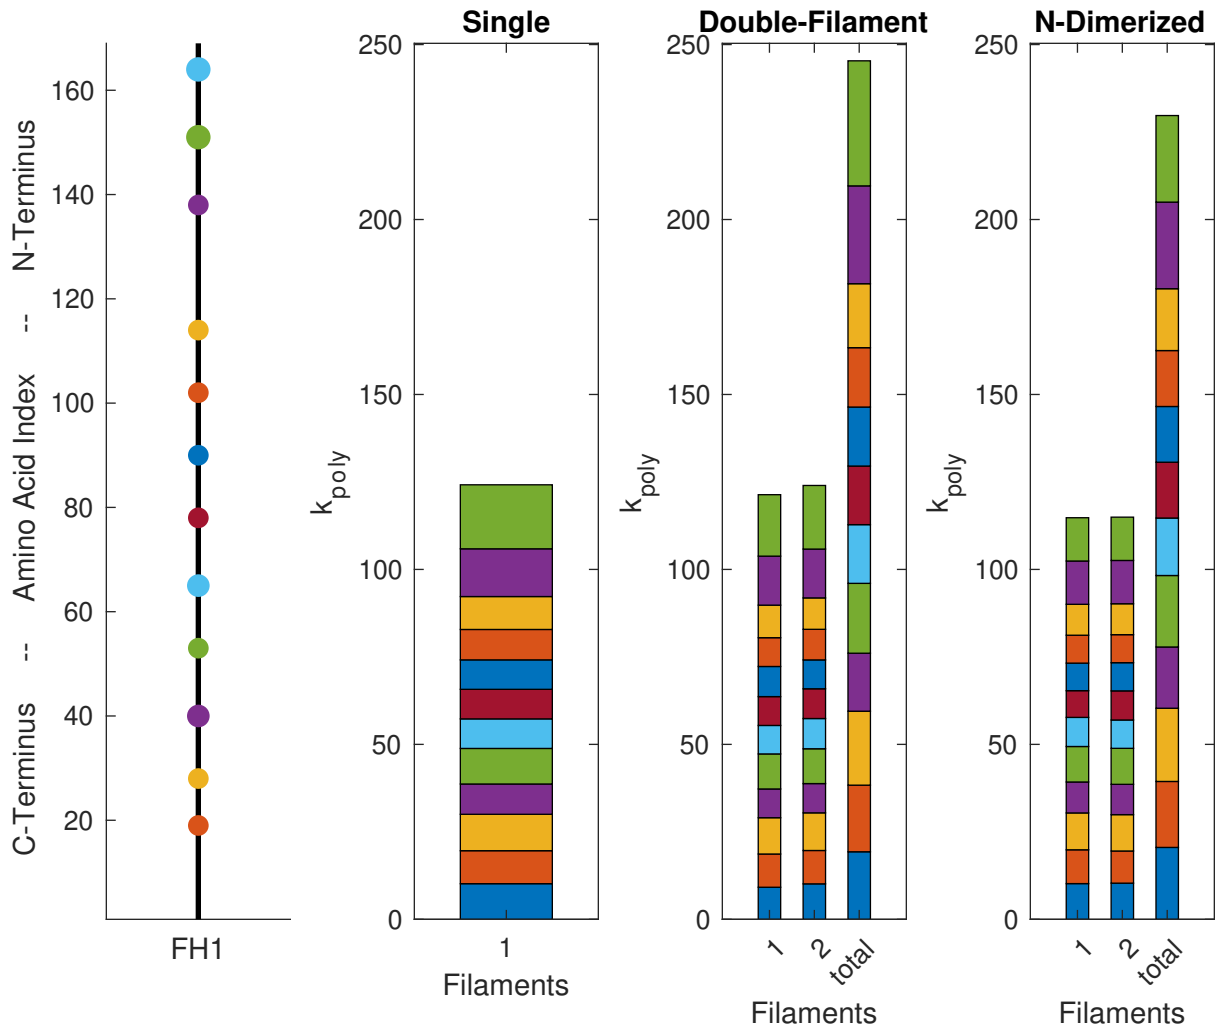 Single
Double-Filament
N-Dimerized
C-Terminus -- Amino Acid Index -- N-Terminus
160
140
120
100
80
60
40
20
FH1
k_poly
250
200
150
100
50
0
1
Filaments
k_poly
250
200
150
100
50
0
1
2
total
Filaments
k_poly
250
200
150
100
50
0
1
2
total
Filaments